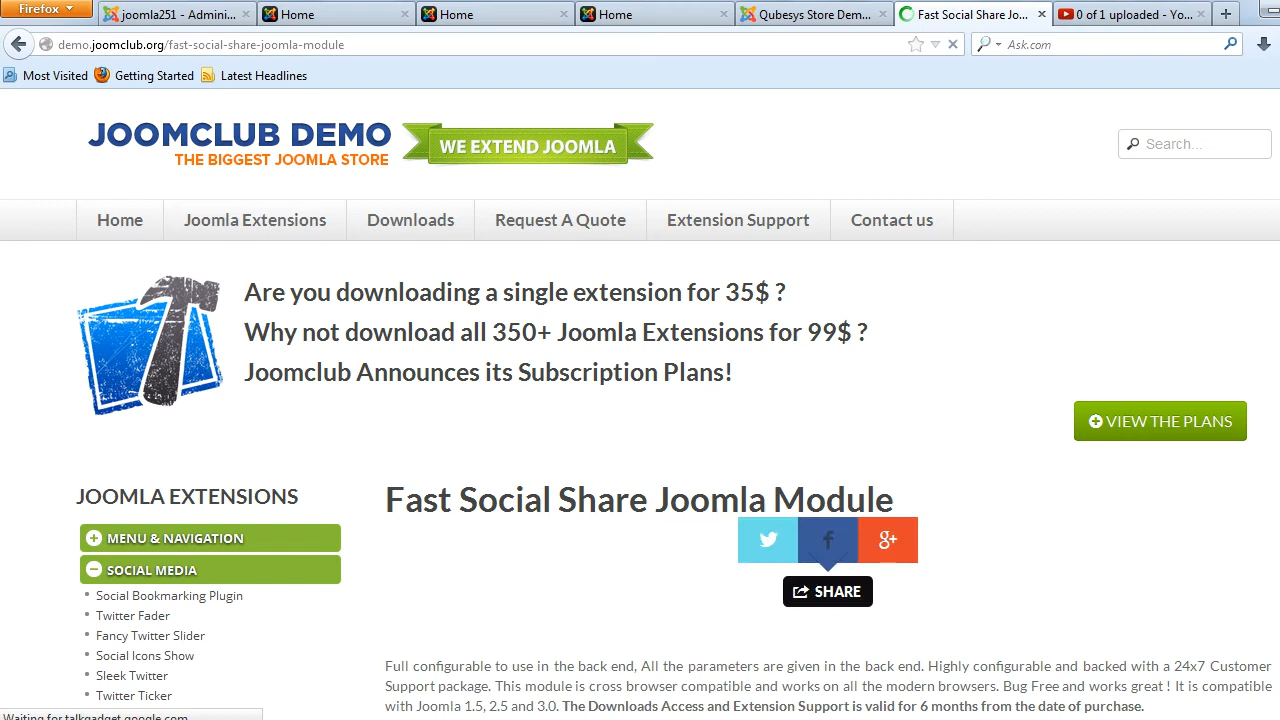 Firefox
joomla251 - Admini...
Home
Home
Home
Qubesys Store Dem...
Fast Social Share Jo...
0 of 1 uploaded - Yo...
demo.joomclub.org/fast-social-share-joomla-module
Ask.com
Most Visited
Getting Started
Latest Headlines
JOOMCLUB DEMO
THE BIGGEST JOOMLA STORE
WE EXTEND JOOMLA
Search...
Home
Joomla Extensions
Downloads
Request A Quote
Extension Support
Contact us
Are you downloading a single extension for 35$ ?
Why not download all 350+ Joomla Extensions for 99$ ?
Joomclub Announces its Subscription Plans!
VIEW THE PLANS
JOOMLA EXTENSIONS
MENU & NAVIGATION
SOCIAL MEDIA
Social Bookmarking Plugin
Twitter Fader
Fancy Twitter Slider
Social Icons Show
Sleek Twitter
Twitter Ticker
Fast Social Share Joomla Module
SHARE
Full configurable to use in the back end, All the parameters are given in the back end. Highly configurable and backed with a 24x7 Customer
Support package. This module is cross browser compatible and works on all the modern browsers. Bug Free and works great ! It is compatible
with Joomla 1.5, 2.5 and 3.0. The Downloads Access and Extension Support is valid for 6 months from the date of purchase.
Waiting for talkgadget.google.com